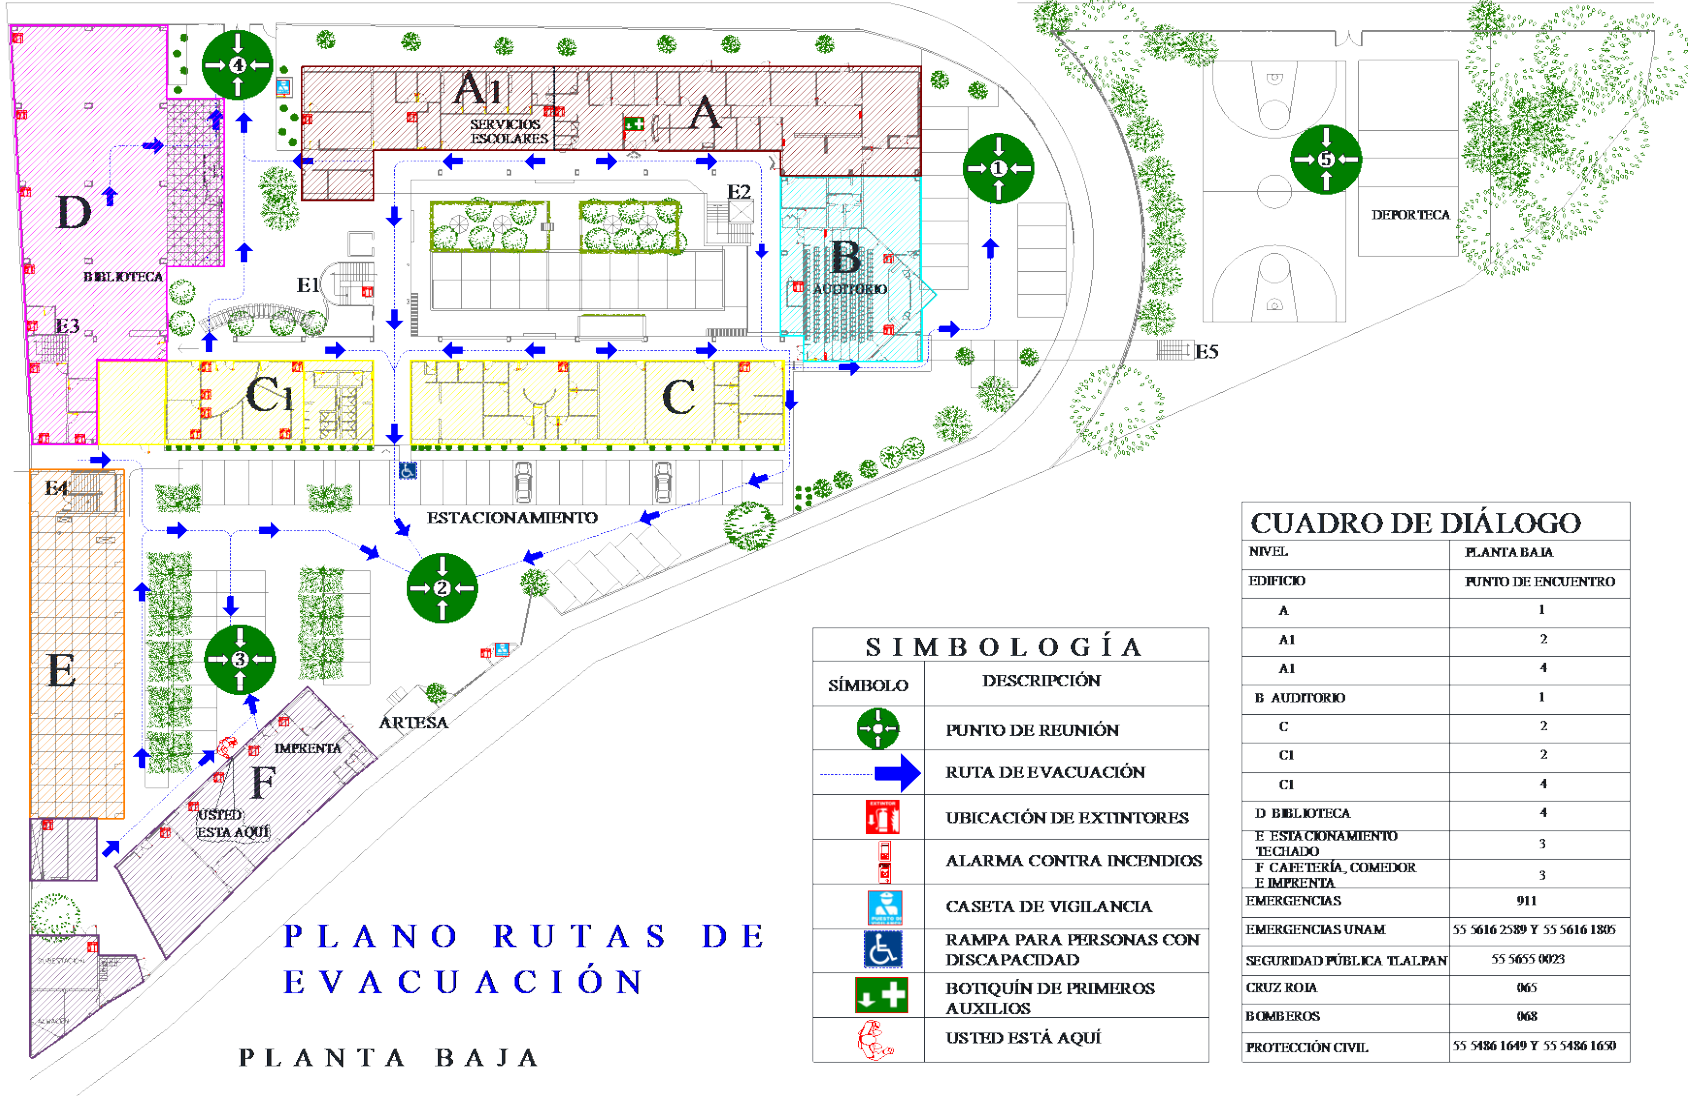 4
A1
SERVICIOS
ESCOLARES
A
1
5
DEPORTECA
D
BIBLIOTECA
E1
E2
B
AUDITORIO
E3
E5
C1
C
E4
ESTACIONAMIENTO
2
E
3
ARTESA
IMPRENTA
F
USTED
ESTA AQUÍ
PLANO RUTAS DE
EVACUACIÓN
PLANTA BAJA
SIMBOLOGÍA
SÍMBOLO DESCRIPCIÓN
PUNTO DE REUNIÓN
RUTA DE EVACUACIÓN
EXTINTOR
UBICACIÓN DE EXTINTORES
ALARMA CONTRA INCENDIOS
CASETA DE VIGILANCIA
RAMPA PARA PERSONAS CON
DISCAPACIDAD
BOTIQUÍN DE PRIMEROS
AUXILIOS
USTED ESTÁ AQUÍ
CUADRO DE DIÁLOGO
NIVEL PLANTA BAJA
EDIFICIO PUNTO DE ENCUENTRO
A 1
A1 2
A1 4
B AUDITORIO 1
C 2
C1 2
C1 4
D BIBLIOTECA 4
E ESTACIONAMIENTO
TECHADO 3
F CAFETERÍA, COMEDOR
E IMPRENTA 3
EMERGENCIAS 911
EMERGENCIAS UNAM 55 5616 2589 Y 55 5616 1805
SEGURIDAD PÚBLICA TLALPAN 55 5655 0023
CRUZ ROJA 065
BOMBEROS 068
PROTECCIÓN CIVIL 55 5486 1649 Y 55 5486 1650